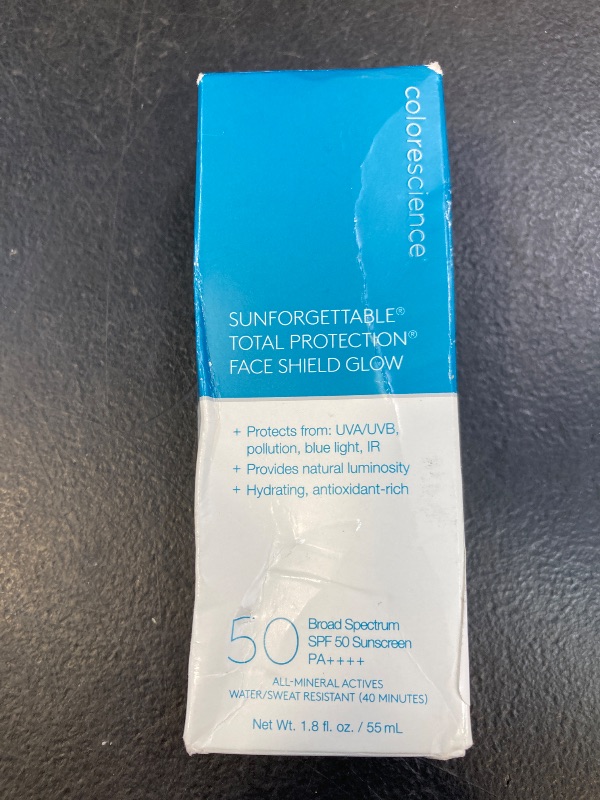 colorescience
SUNFORGETTABLE®
TOTAL PROTECTION®
FACE SHIELD GLOW
+ Protects from: UVA/UVB,
pollution, blue light, IR
+ Provides natural luminosity
+ Hydrating, antioxidant-rich
50
Broad Spectrum
SPF 50 Sunscreen
PA++++
ALL-MINERAL ACTIVES
WATER/SWEAT RESISTANT (40 MINUTES)
Net Wt. 1.8 fl. oz. / 55 mL